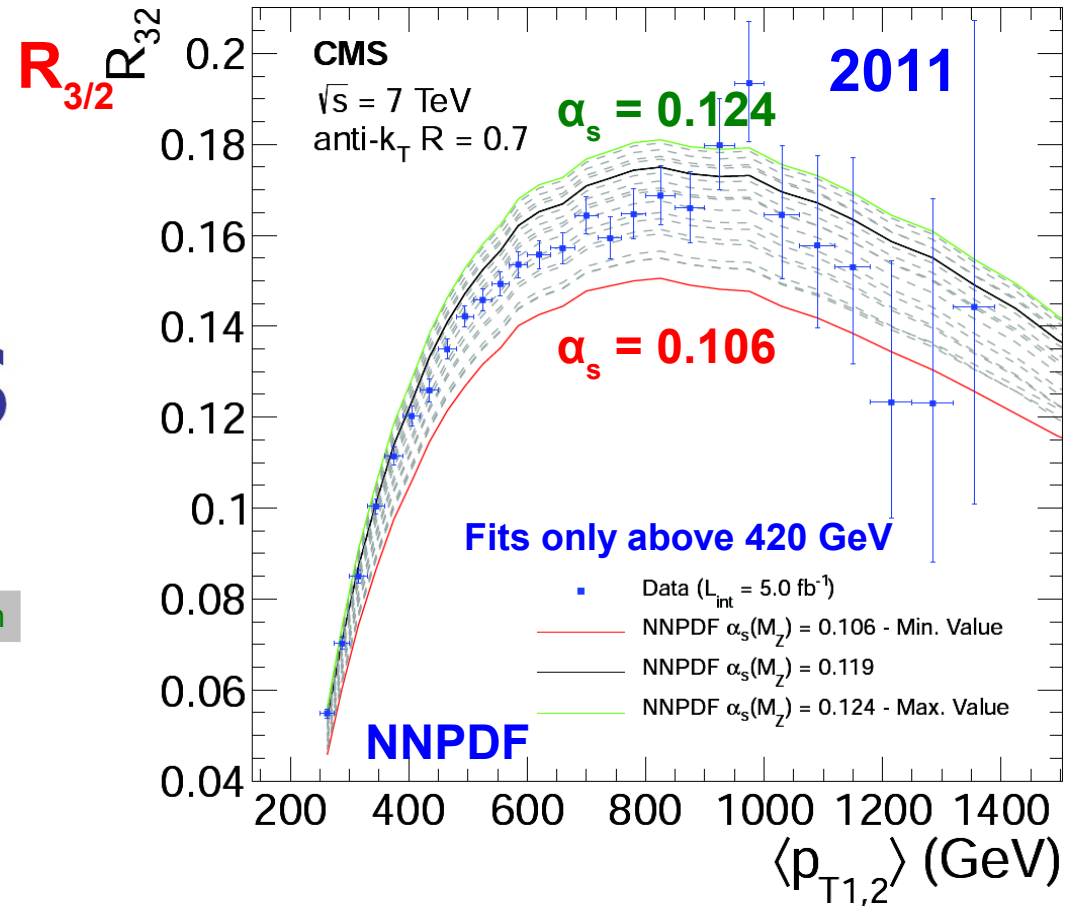 R3/2
R32
CMS
√s = 7 TeV
anti-kT R = 0.7
2011
αs = 0.124
αs = 0.106
Fits only above 420 GeV
Data (Lint = 5.0 fb-1)
NNPDF αs(MZ) = 0.106 - Min. Value
NNPDF αs(MZ) = 0.119
NNPDF αs(MZ) = 0.124 - Max. Value
NNPDF
0.2
0.18
0.16
0.14
0.12
0.1
0.08
0.06
0.04
200 400 600 800 1000 1200 1400
⟨pT1,2⟩ (GeV)